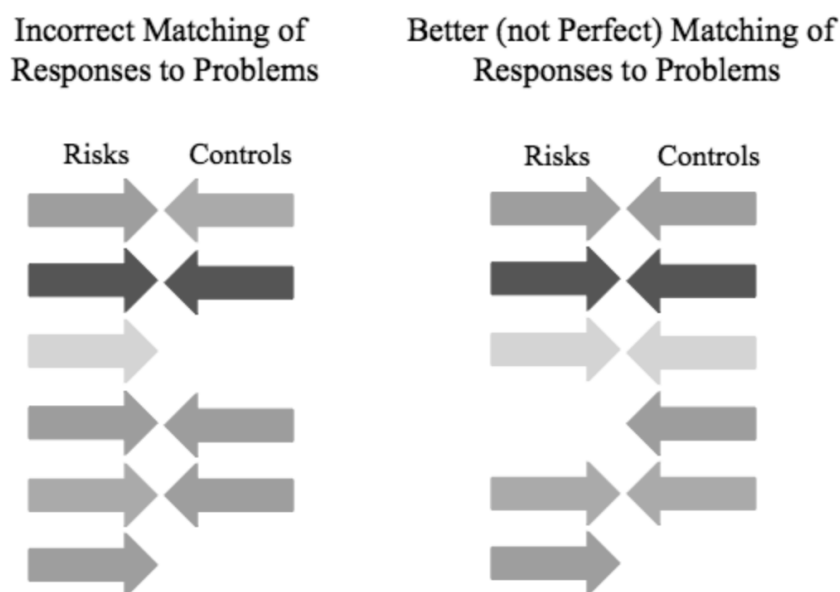 Incorrect Matching of
Responses to Problems
Risks Controls
Better (not Perfect) Matching of
Responses to Problems
Risks Controls